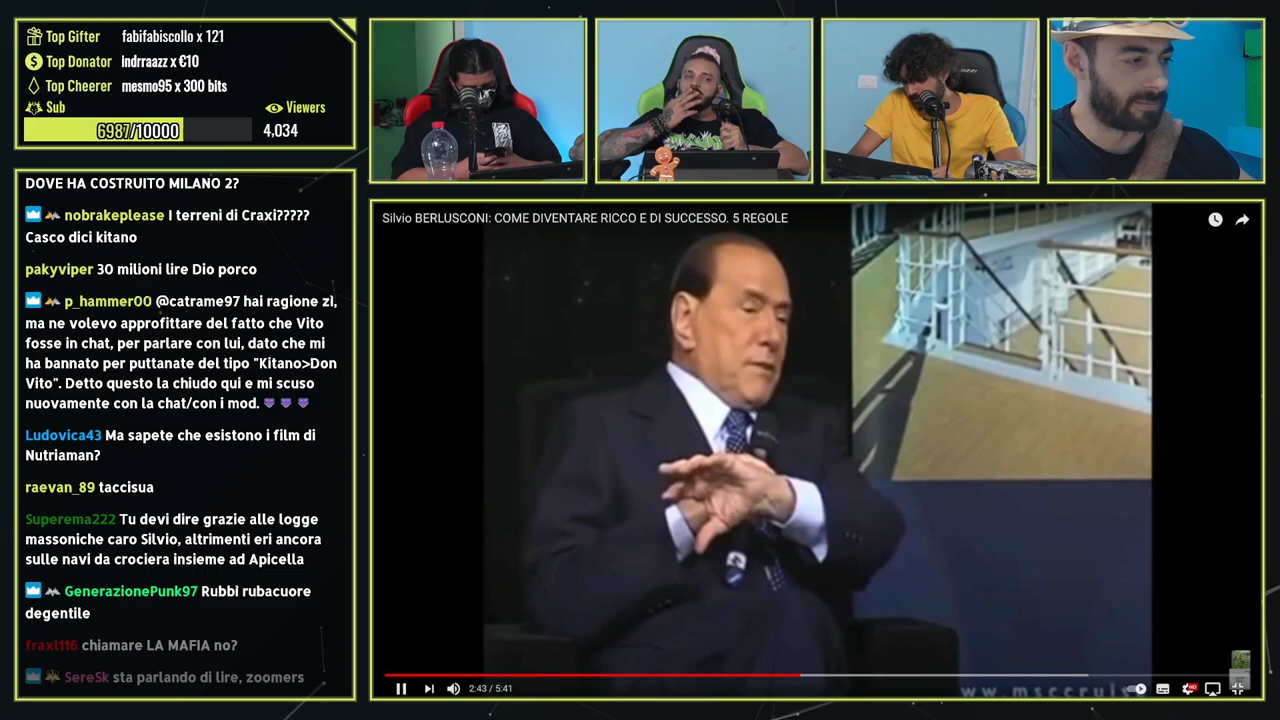 Top Gifter fabifabiscollo x 121
Top Donator indrraazz x €10
Top Cheerer mesmo95 x 300 bits
Sub Viewers
6987/10000 4,034
DOVE HA COSTRUITO MILANO 2?
nobrakeplease I terreni di Craxi?????
Casco dici kitano
pakyviper 30 milioni lire Dio porco
p_hammer00 @catrame97 hai ragione zì,
ma ne volevo approfittare del fatto che Vito
fosse in chat, per parlare con lui, dato che mi
ha bannato per puttanate del tipo "Kitano>Don
Vito". Detto questo la chiudo qui e mi scuso
nuovamente con la chat/con i mod.
Ludovica43 Ma sapete che esistono i film di
Nutriaman?
raevan_89 taccisua
Superema222 Tu devi dire grazie alle logge
massoniche caro Silvio, altrimenti eri ancora
sulle navi da crociera insieme ad Apicella
GenerazionePunk97 Rubbì rubacuore
degentile
fraxl116 chiamare LA MAFIA no?
SereSk sta parlando di lire, zoomers
Silvio BERLUSCONI: COME DIVENTARE RICCO E DI SUCCESSO. 5 REGOLE
www.msccruis
2:43 / 5:41
HD